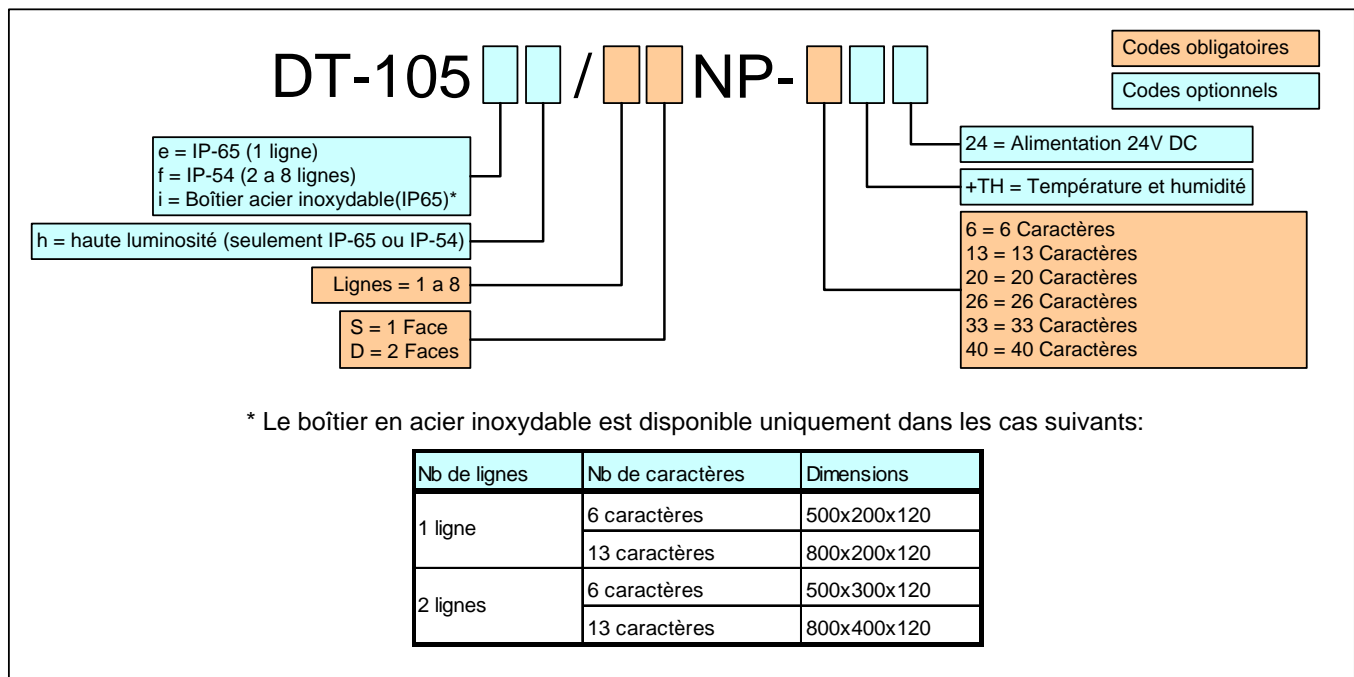 DT-105 / NP-
Codes obligatoires
Codes optionnels
e = IP-65 (1 ligne)
f = IP-54 (2 a 8 lignes)
i = Boîtier acier inoxydable(IP65)*
h = haute luminosité (seulement IP-65 ou IP-54)
Lignes = 1 a 8
S = 1 Face
D = 2 Faces
24 = Alimentation 24V DC
+TH = Température et humidité
6 = 6 Caractères
13 = 13 Caractères
20 = 20 Caractères
26 = 26 Caractères
33 = 33 Caractères
40 = 40 Caractères
* Le boîtier en acier inoxydable est disponible uniquement dans les cas suivants:
Nb de lignes Nb de caractères Dimensions
1 ligne
6 caractères 500x200x120
13 caractères 800x200x120
2 lignes
6 caractères 500x300x120
13 caractères 800x400x120